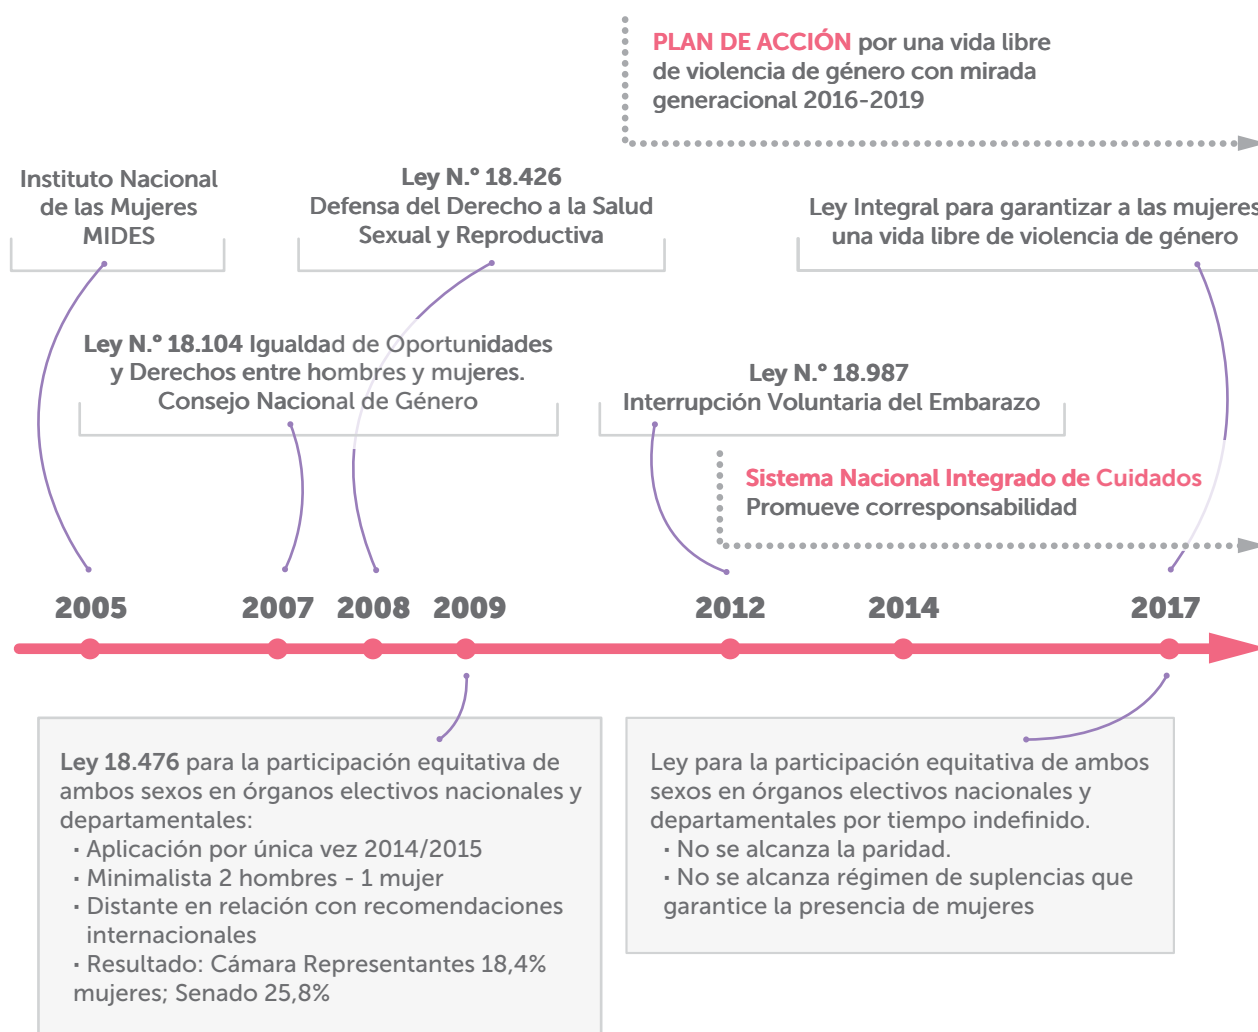 PLAN DE ACCIÓN por una vida libre
de violencia de género con mirada
generacional 2016-2019
Instituto Nacional
de las Mujeres
MIDES
Ley N.º 18.426
Defensa del Derecho a la Salud
Sexual y Reproductiva
Ley Integral para garantizar a las mujeres
una vida libre de violencia de género
Ley N.º 18.104 Igualdad de Oportunidades
y Derechos entre hombres y mujeres.
Consejo Nacional de Género
Ley N.º 18.987
Interrupción Voluntaria del Embarazo
Sistema Nacional Integrado de Cuidados
Promueve corresponsabilidad
2005
2007
2008
2009
2012
2014
2017
Ley 18.476 para la participación equitativa de
ambos sexos en órganos electivos nacionales y
departamentales:
· Aplicación por única vez 2014/2015
· Minimalista 2 hombres - 1 mujer
· Distante en relación con recomendaciones
internacionales
· Resultado: Cámara Representantes 18,4%
mujeres; Senado 25,8%
Ley para la participación equitativa de ambos
sexos en órganos electivos nacionales y
departamentales por tiempo indefinido.
· No se alcanza la paridad.
· No se alcanza régimen de suplencias que
garantice la presencia de mujeres